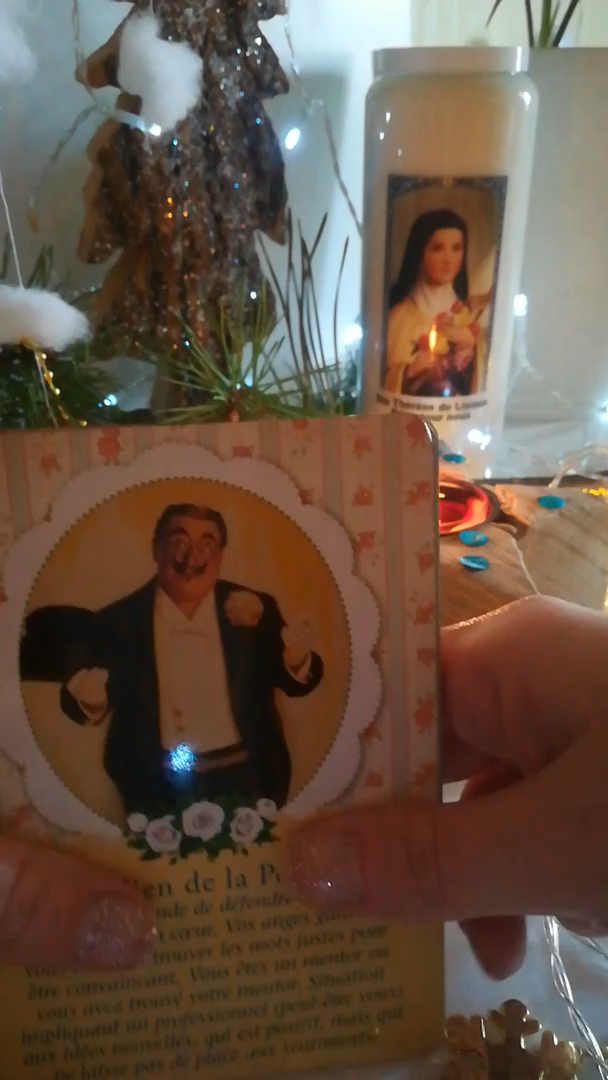 Ste Thérèse de Lisieux
pour nous
en de la Pe
nde de défendre
cœur. Vos anges
trouver les mots justes pour
être convaincant. Vous êtes un mentor ou
vous avez trouvé votre mentor. Situation
impliquant un professionnel (peut-être vous)
aux idées nouvelles, qui est positif, mais qui
ne laisse pas de place aux sentiments.